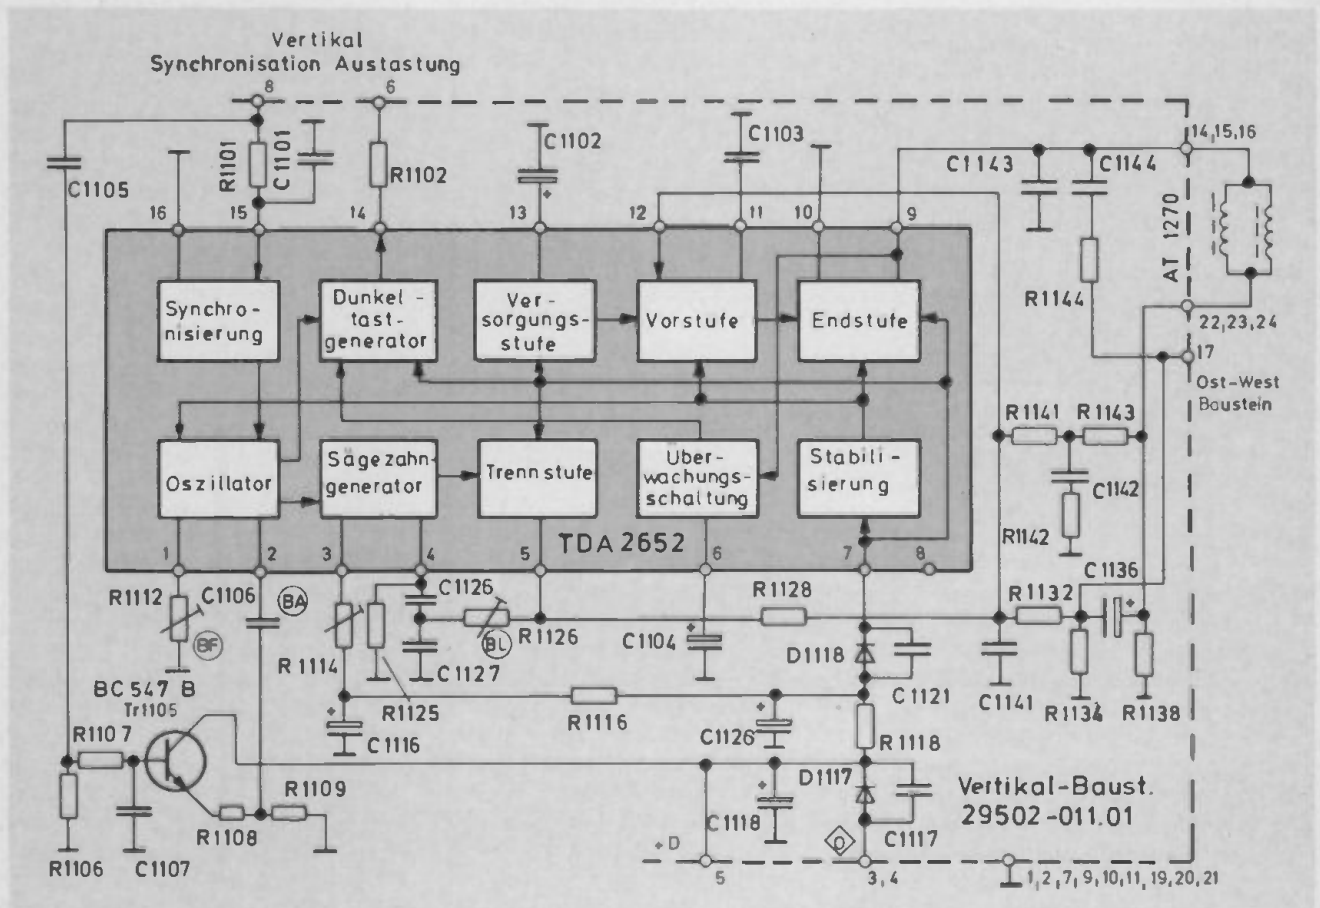 Vertikal
Synchronisation Austastung
8
6
C1105
R1101
C1101
R1102
C1102
+
C1103
C1143
C1144
14,15,16
AT 1270
R1144
22,23,24
17
Ost-West
Baustein
16
15
14
13
12
11
10
9
Synchro-
nisierung
Dunkel-
tast-
generator
Ver-
sorgungs-
stufe
Vorstufe
Endstufe
Oszillator
Sägezahn-
generator
Trennstufe
Über-
wachungs-
schaltung
Stabili-
sierung
TDA 2652
1
2
3
4
5
6
7
8
R1141
R1143
C1142
R1142
R1112
BF
C1106
BA
R1114
R1125
C1126
C1127
BL
R1126
C1104
+
R1128
D1118
C1121
C1141
R1132
C1136
+
R1134
R1138
BC 547 B
Tr1105
+
C1116
R1116
+
C1126
R1118
R1107
R1106
C1107
R1108
R1109
+
C1118
D1117
C1117
Vertikal-Baust.
29502-011.01
+D
5
D
3,4
1,2,7,9,10,11,19,20,21